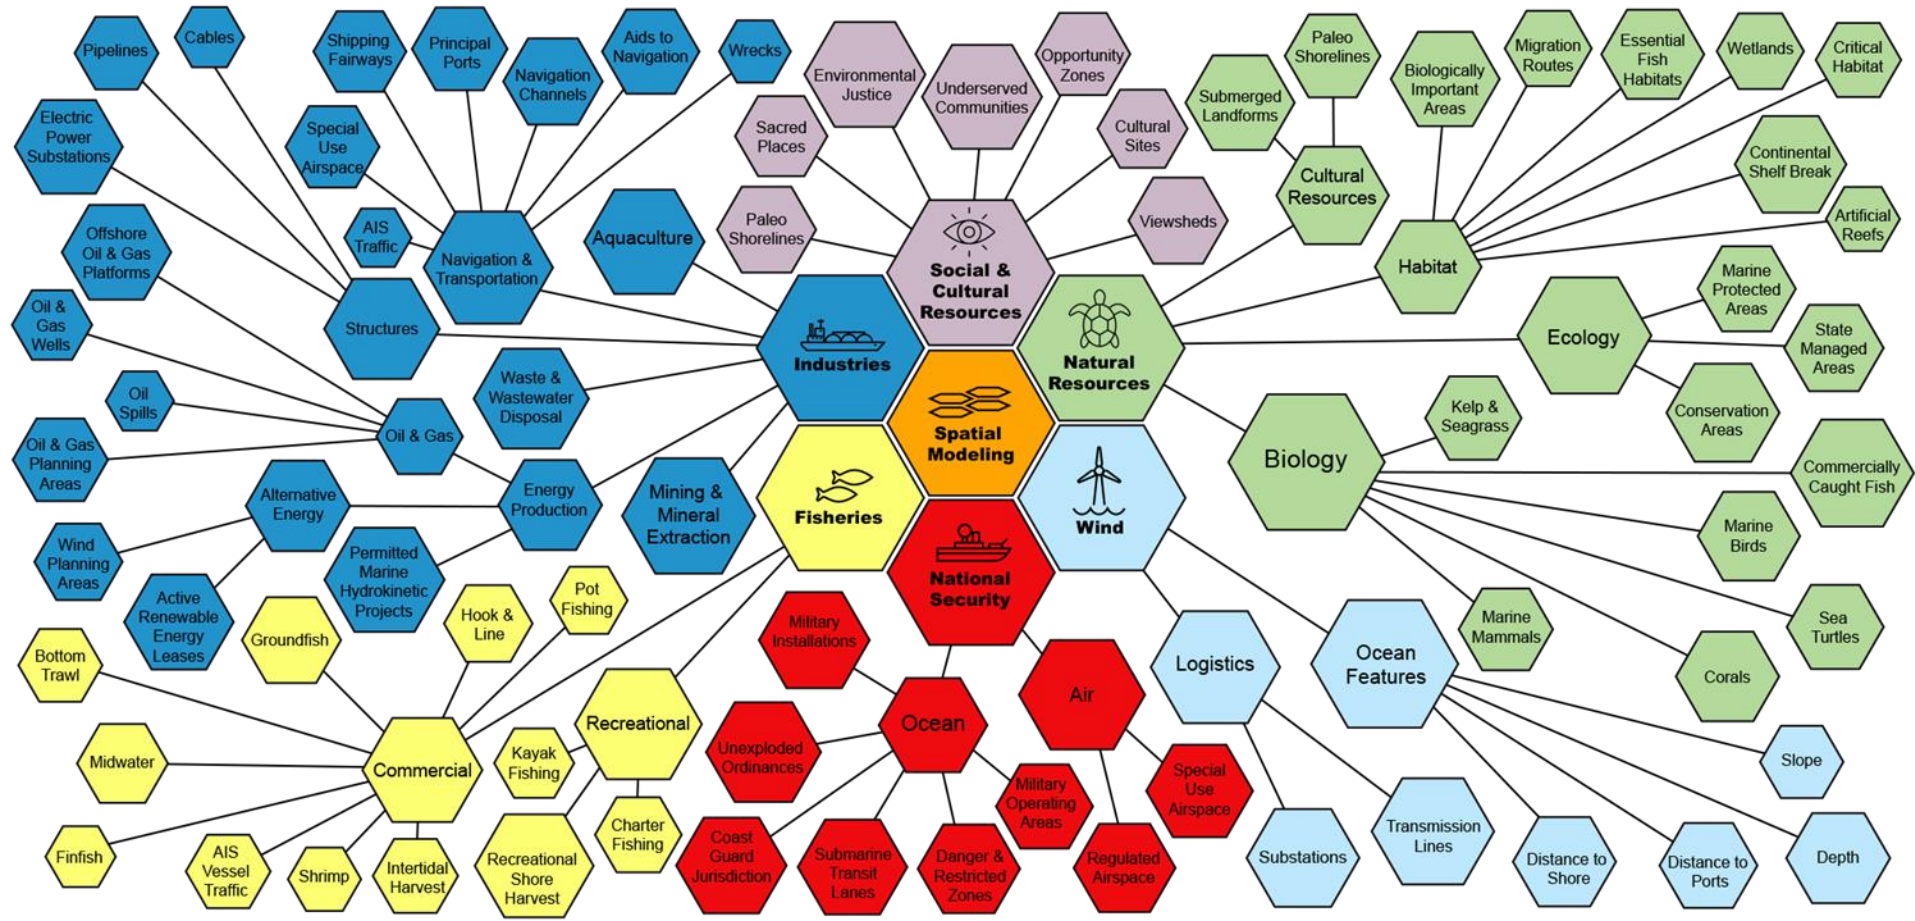 Pipelines
Cables
Shipping
Fairways
Principal
Ports
Navigation
Channels
Aids to
Navigation
Wrecks
Electric
Power
Substations
Special
Use
Airspace
AIS
Traffic
Navigation &
Transportation
Aquaculture
Offshore
Oil & Gas
Platforms
Structures
Oil &
Gas
Wells
Oil
Spills
Waste &
Wastewater
Disposal
Oil & Gas
Oil & Gas
Planning
Areas
Alternative
Energy
Energy
Production
Mining &
Mineral
Extraction
Wind
Planning
Areas
Active
Renewable
Energy
Leases
Permitted
Marine
Hydrokinetic
Projects
Industries
Environmental
Justice
Underserved
Communities
Opportunity
Zones
Sacred
Places
Cultural
Sites
Paleo
Shorelines
Viewsheds
Social &
Cultural
Resources
Submerged
Landforms
Paleo
Shorelines
Cultural
Resources
Biologically
Important
Areas
Migration
Routes
Essential
Fish
Habitats
Wetlands
Critical
Habitat
Continental
Shelf Break
Artificial
Reefs
Habitat
Natural
Resources
Ecology
Marine
Protected
Areas
State
Managed
Areas
Conservation
Areas
Biology
Kelp &
Seagrass
Commercially
Caught Fish
Marine
Birds
Sea
Turtles
Marine
Mammals
Corals
Spatial
Modeling
Fisheries
Wind
National
Security
Groundfish
Hook &
Line
Pot
Fishing
Bottom
Trawl
Midwater
Commercial
Finfish
AIS
Vessel
Traffic
Shrimp
Intertidal
Harvest
Recreational
Kayak
Fishing
Recreational
Shore
Harvest
Charter
Fishing
Military
Installations
Unexploded
Ordinances
Ocean
Air
Coast
Guard
Jurisdiction
Submarine
Transit
Lanes
Danger &
Restricted
Zones
Military
Operating
Areas
Regulated
Airspace
Special
Use
Airspace
Logistics
Ocean
Features
Substations
Transmission
Lines
Distance to
Shore
Distance to
Ports
Depth
Slope